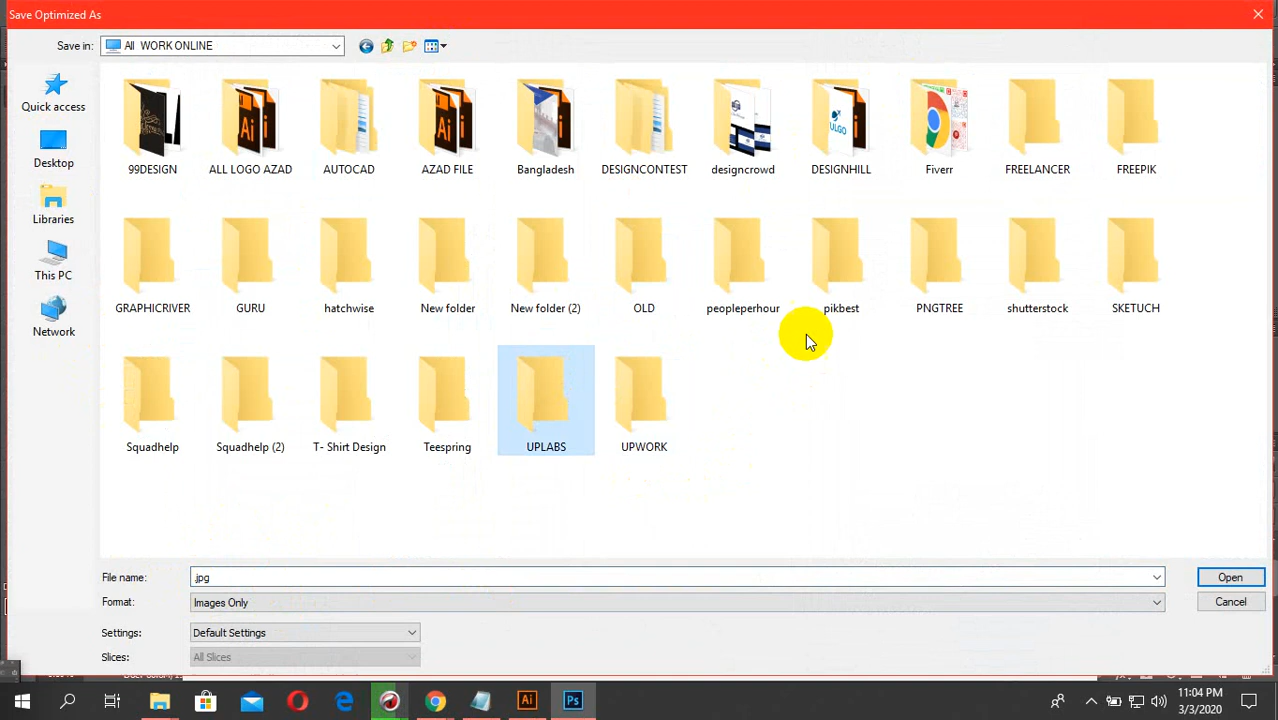 Save Optimized As
Save in: All WORK ONLINE
Quick access
Desktop
Libraries
This PC
Network
99DESIGN ALL LOGO AZAD AUTOCAD AZAD FILE Bangladesh DESIGNCONTEST designcrowd DESIGNHILL Fiverr FREELANCER FREEPIK
GRAPHICRIVER GURU hatchwise New folder New folder (2) OLD peopleperhour pikbest PNGTREE shutterstock SKETUCH
Squadhelp Squadhelp (2) T- Shirt Design Teespring UPLABS UPWORK
File name: .jpg Open
Format: Images Only Cancel
Settings: Default Settings
Slices: All Slices
Ai Ps
11:04 PM
3/3/2020